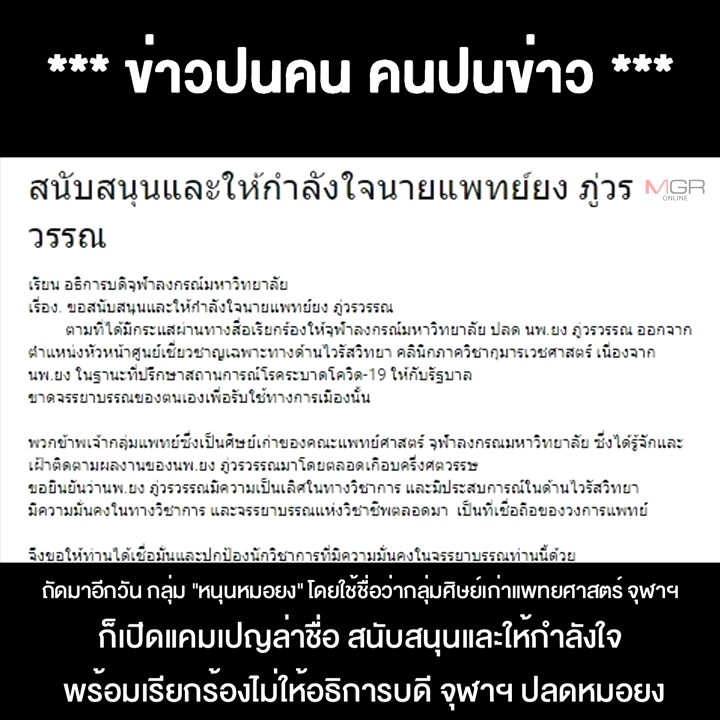 *** ข่าวปนคน คนปนข่าว ***
สนับสนุนและให้กำลังใจนายแพทย์ยง ภู่วร
วรรณ
MGR
ONLINE
เรียน อธิการบดีจุฬาลงกรณ์มหาวิทยาลัย
เรื่อง. ขอสนับสนุนและให้กำลังใจนายแพทย์ยง ภู่วรวรรณ
ตามที่ได้มีกระแสผ่านทางสื่อเรียกร้องให้จุฬาลงกรณ์มหาวิทยาลัย ปลด นพ.ยง ภู่วรวรรณ ออกจาก
ตำแหน่งหัวหน้าศูนย์เชี่ยวชาญเฉพาะทางด้านไวรัสวิทยา คลินิกภาควิชากุมารเวชศาสตร์ เนื่องจาก
นพ.ยง ในฐานะที่ปรึกษาสถานการณ์โรคระบาดโควิด-19 ให้กับรัฐบาล
ขาดจรรยาบรรณของตนเองเพื่อรับใช้ทางการเมืองนั้น
พวกข้าพเจ้ากลุ่มแพทย์ซึ่งเป็นศิษย์เก่าของคณะแพทย์ศาสตร์ จุฬาลงกรณมหาวิทยาลัย ซึ่งได้รู้จักและ
เฝ้าติดตามผลงานของนพ.ยง ภู่วรวรรณมาโดยตลอดเกือบครึ่งศตวรรษ
ขอยืนยันว่านพ.ยง ภู่วรวรรณมีความเป็นเลิศในทางวิชาการ และมีประสบการณ์ในด้านไวรัสวิทยา
มีความมั่นคงในทางวิชาการ และจรรยาบรรณแห่งวิชาชีพตลอดมา เป็นที่เชื่อถือของวงการแพทย์
จึงขอให้ท่านได้เชื่อมั่นและปกป้องนักวิชาการที่มีความมั่นคงในจรรยาบรรณท่านนี้ด้วย
ถัดมาอีกวัน กลุ่ม "หนุนหมอยง" โดยใช้ชื่อว่ากลุ่มศิษย์เก่าแพทยศาสตร์ จุฬาฯ
ก็เปิดแคมเปญล่าชื่อ สนับสนุนและให้กำลังใจ
พร้อมเรียกร้องไม่ให้อธิการบดี จุฬาฯ ปลดหมอยง